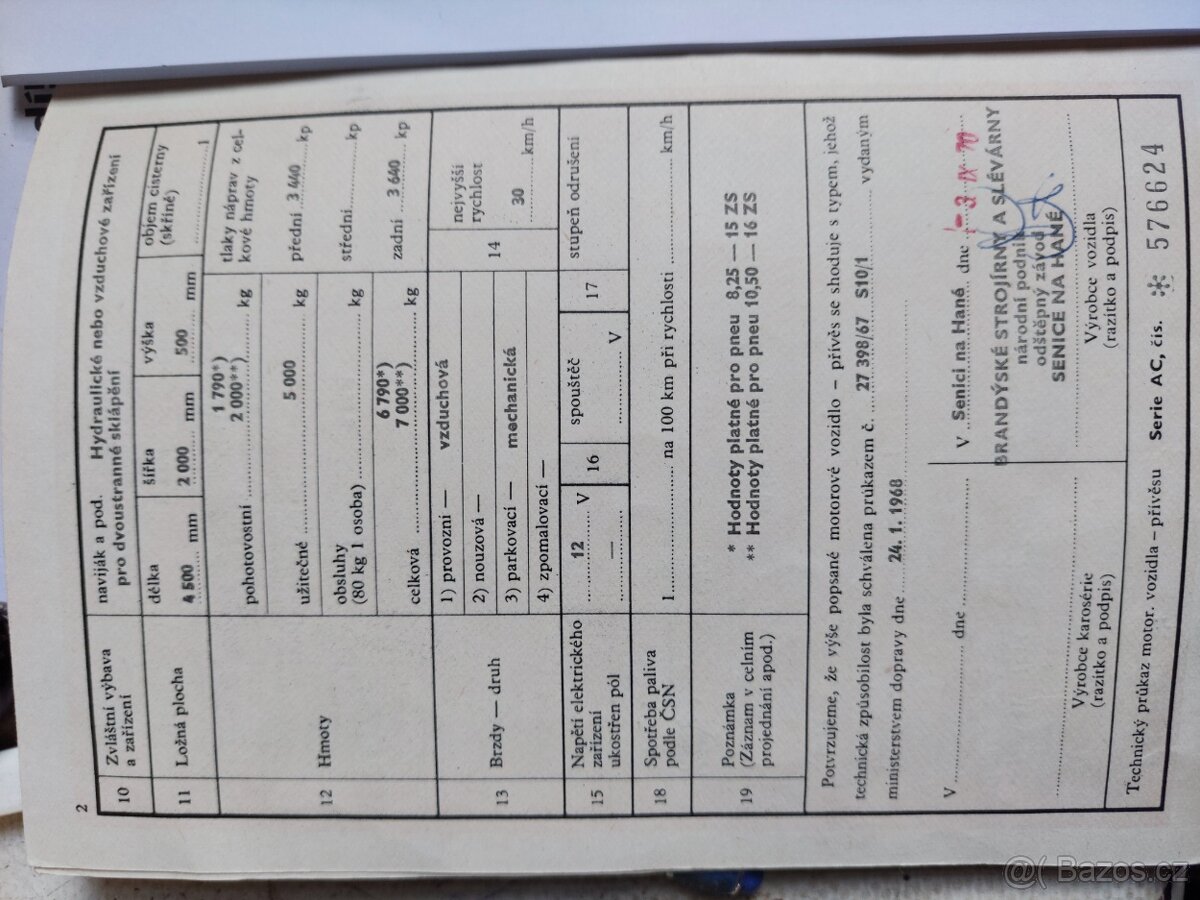 2
10
Zvláštní výbava
a zařízení
naviják a pod. Hydraulické nebo vzduchové zařízení
pro dvoustranné sklápění
11
Ložná plocha
délka
4 500 mm
šířka
2 000 mm
výška
500 mm
objem cisterny
(skříně)
l
12
Hmoty
pohotovostní
1 790*)
2 000**) kg
užitečné 5 000 kg
obsluhy
(80 kg 1 osoba) kg
celková
6 790*)
7 000**) kg
tlaky náprav z cel-
kové hmoty
přední 3 440 kp
střední kp
zadní 3 640 kp
13
Brzdy — druh
1) provozní — vzduchová
2) nouzová —
3) parkovací — mechanická
4) zpomalovací —
14
nejvyšší
rychlost
30 km/h
15
Napětí elektrického
zařízení
ukostřen pól
12 V
—
16
spouštěč
V
17
stupeň odrušení
18
Spotřeba paliva
podle ČSN
l na 100 km při rychlosti km/h
19
Poznámka
(Záznam v celním
projednání apod.)
* Hodnoty platné pro pneu 8,25 — 15 ZS
** Hodnoty platné pro pneu 10,50 — 16 ZS
Potvrzujeme, že výše popsané motorové vozidlo – přívěs se shoduje s typem, jehož
technická způsobilost byla schválena průkazem č. 27 398/67 S10/1 vydaným
ministerstvem dopravy dne 24. 1. 1968
V dne
Výrobce karosérie
(razítko a podpis)
V Senici na Hané dne -3 IX 70
BRANDÝSKÉ STROJÍRNY A SLÉVÁRNY
národní podnik
odštěpný závod
SENICE NA HANÉ
Výrobce vozidla
(razítko a podpis)
Technický průkaz motor. vozidla – přívěsu Serie AC, čís. 576624
@( Bazos.cz